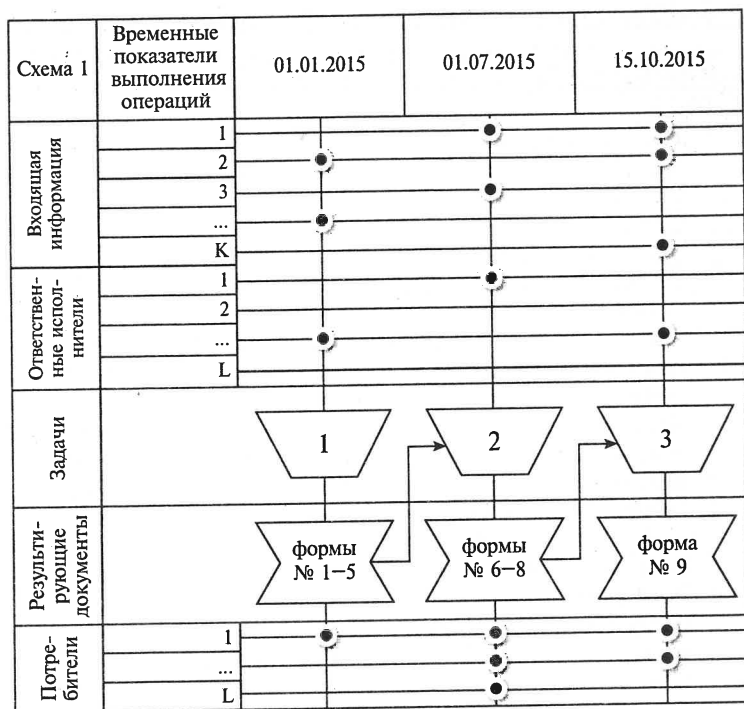 Схема 1
Временные
показатели
выполнения
операций
01.01.2015
01.07.2015
15.10.2015
Входящая
информация
1
2
3
...
К
Ответствен-
ные испол-
нители
1
2
...
L
Задачи
1
2
3
Результи-
рующие
документы
формы
№ 1—5
формы
№ 6—8
форма
№ 9
Потре-
бители
1
...
L